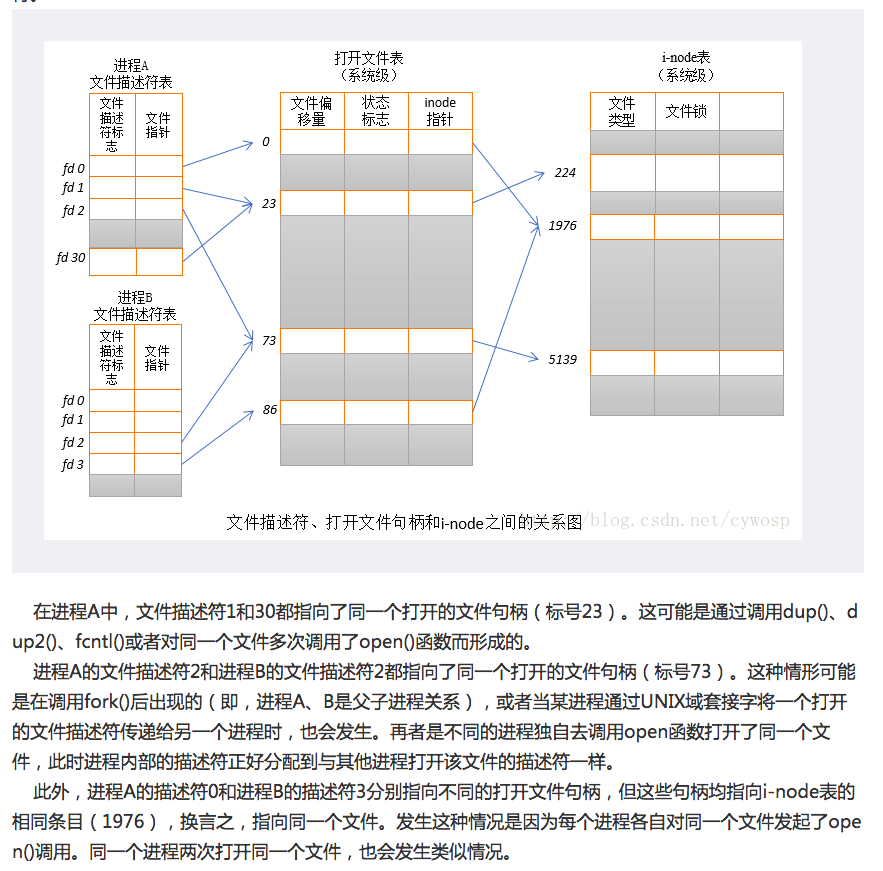 进程A
文件描述符表
文件
描述
符标
志
文件
指针
fd 0
fd 1
fd 2
fd 30
进程B
文件描述符表
文件
描述
符标
志
文件
指针
fd 0
fd 1
fd 2
fd 3
打开文件表
（系统级）
文件偏
移量
状态
标志
inode
指针
0
23
73
86
i-node表
（系统级）
文件
类型
文件锁
224
1976
5139
文件描述符、打开文件句柄和i-node之间的关系图
/blog.csdn.net/cywosp
在进程A中，文件描述符1和30都指向了同一个打开的文件句柄（标号23）。这可能是通过调用dup()、d
up2()、fcntl()或者对同一个文件多次调用了open()函数而形成的。
进程A的文件描述符2和进程B的文件描述符2都指向了同一个打开的文件句柄（标号73）。这种情形可能
是在调用fork()后出现的（即，进程A、B是父子进程关系），或者当某进程通过UNIX域套接字将一个打开
的文件描述符传递给另一个进程时，也会发生。再者是不同的进程独自去调用open函数打开了同一个文
件，此时进程内部的描述符正好分配到与其他进程打开该文件的描述符一样。
此外，进程A的描述符0和进程B的描述符3分别指向不同的打开文件句柄，但这些句柄均指向i-node表的
相同条目（1976），换言之，指向同一个文件。发生这种情况是因为每个进程各自对同一个文件发起了ope
n()调用。同一个进程两次打开同一个文件，也会发生类似情况。